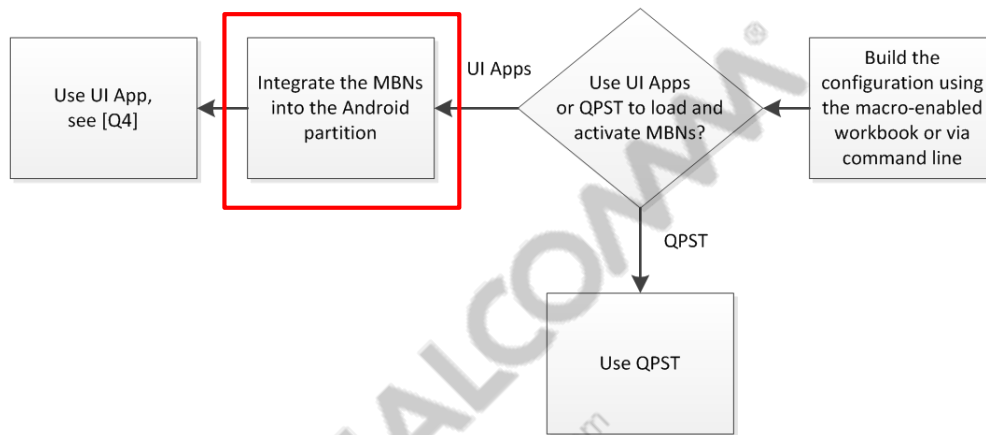 Use UI App,
see [Q4]
Integrate the MBNs
into the Android
partition
UI Apps
Use UI Apps
or QPST to load and
activate MBNs?
Build the
configuration using
the macro-enabled
workbook or via
command line
QPST
Use QPST
ALCOMM®
om